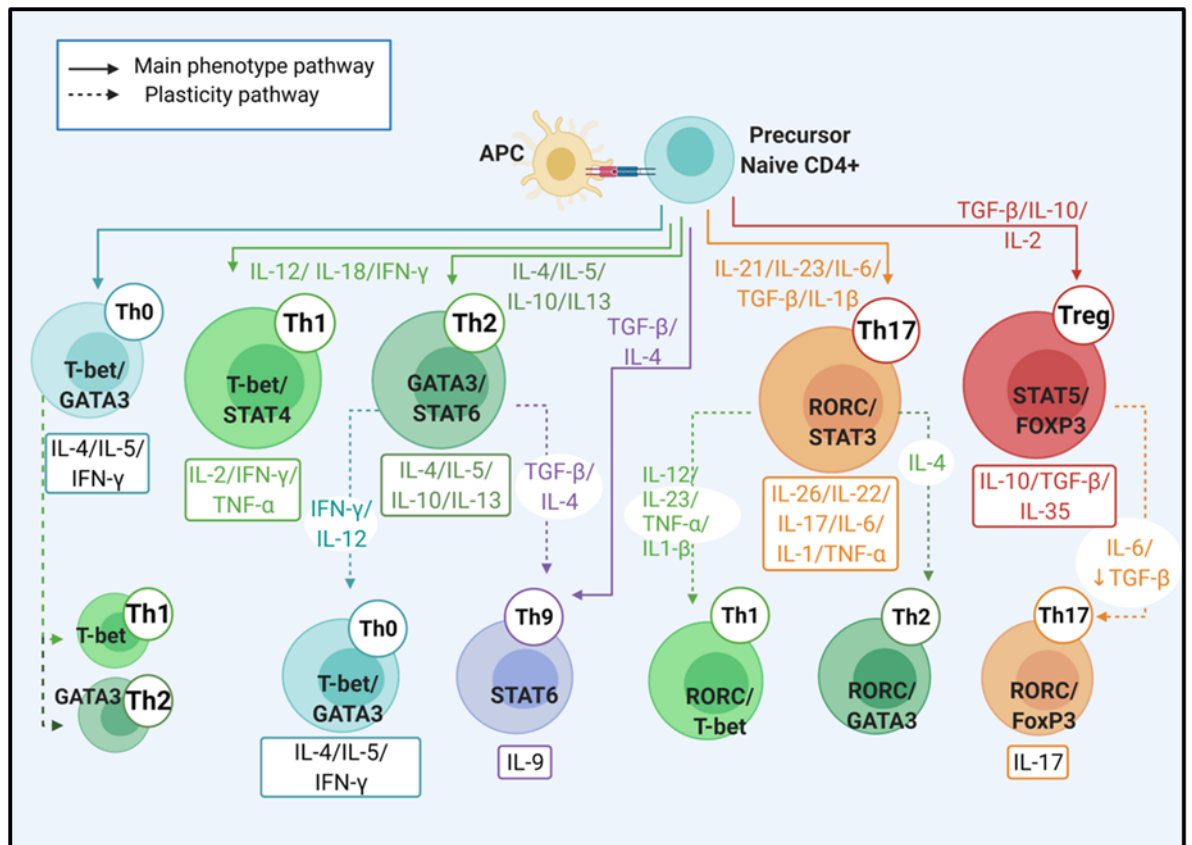 Main phenotype pathway
Plasticity pathway
APC
Precursor
Naive CD4+
TGF-β/IL-10/
IL-2
IL-12/ IL-18/IFN-γ
IL-4/IL-5/
IL-10/IL13
TGF-β/
IL-4
IL-21/IL-23/IL-6/
TGF-β/IL-1β
Th0
T-bet/
GATA3
IL-4/IL-5/
IFN-γ
Th1
T-bet/
STAT4
IL-2/IFN-γ/
TNF-α
Th2
GATA3/
STAT6
IL-4/IL-5/
IL-10/IL-13
Th17
RORC/
STAT3
IL-26/IL-22/
IL-17/IL-6/
IL-1/TNF-α
Treg
STAT5/
FOXP3
IL-10/TGF-β/
IL-35
IFN-γ/
IL-12
TGF-β/
IL-4
IL-12/
IL-23/
TNF-α/
IL1-β
IL-4
IL-6/
↓TGF-β
Th1
T-bet
Th2
GATA3
Th0
T-bet/
GATA3
IL-4/IL-5/
IFN-γ
Th9
STAT6
IL-9
Th1
RORC/
T-bet
Th2
RORC/
GATA3
Th17
RORC/
FoxP3
IL-17